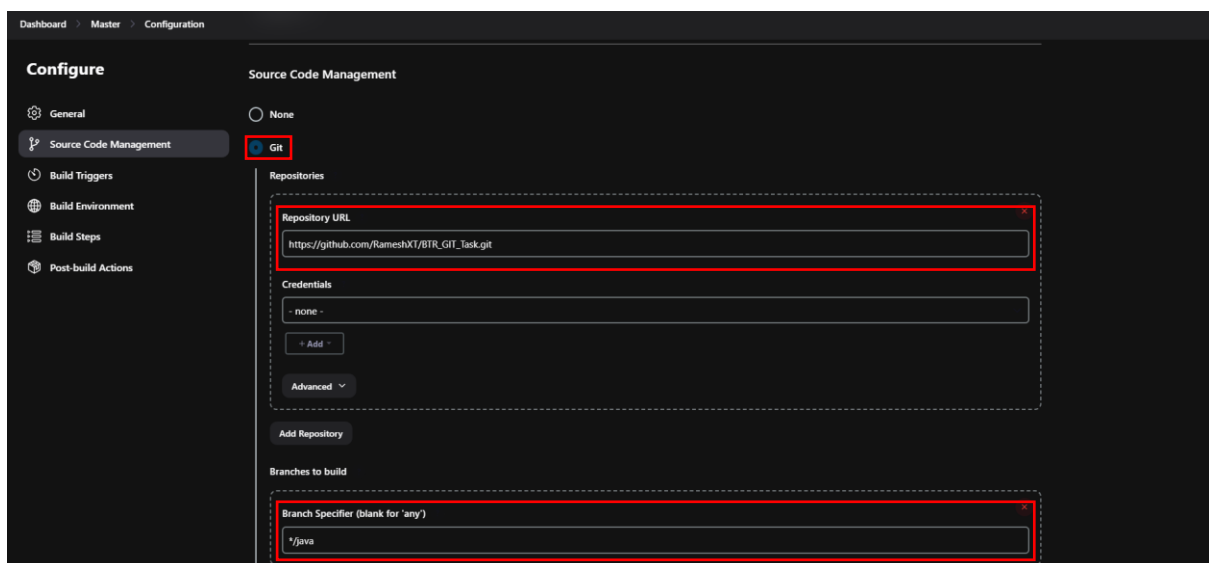 Dashboard > Master > Configuration
Configure
General
Source Code Management
Build Triggers
Build Environment
Build Steps
Post-build Actions
Source Code Management
None
Git
Repositories
Repository URL
https://github.com/RameshXT/BTR_GIT_Task.git
Credentials
- none -
+ Add
Advanced
Add Repository
Branches to build
Branch Specifier (blank for 'any')
*/java